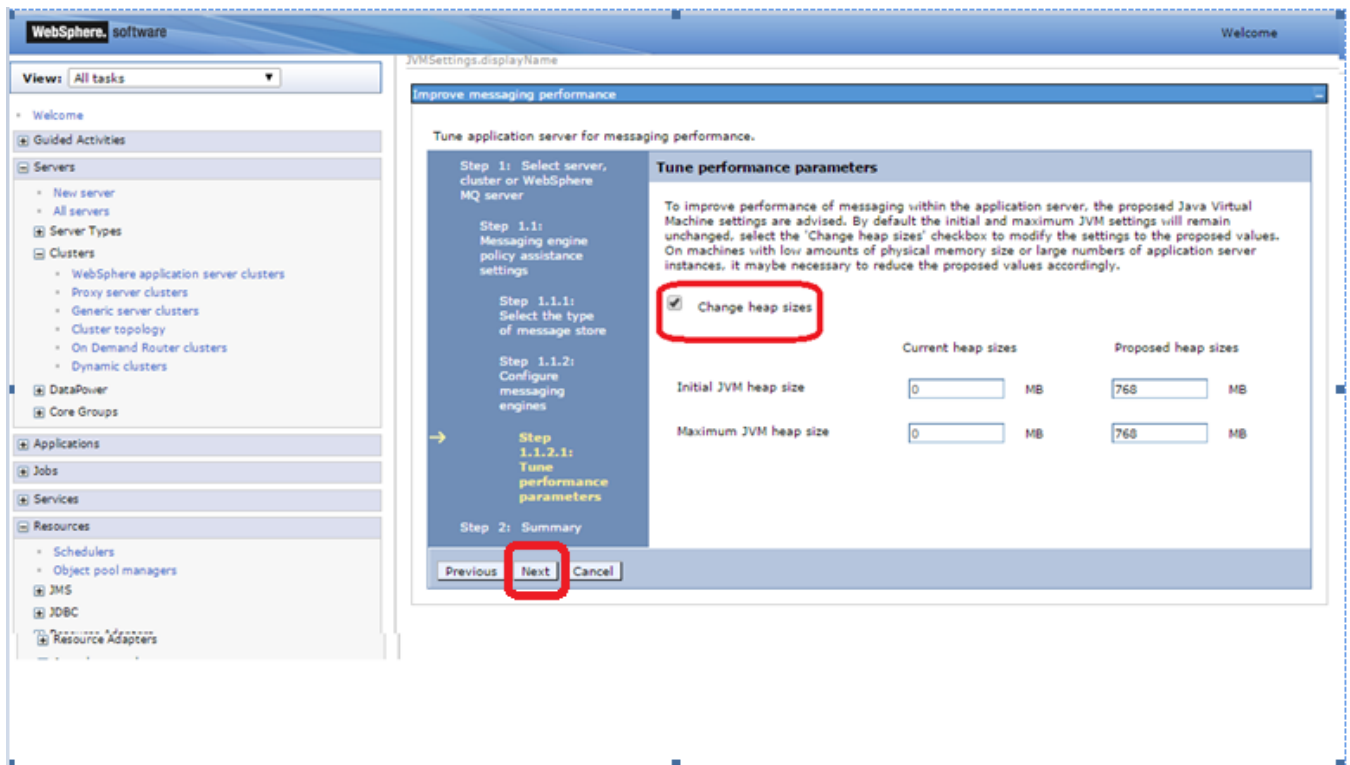 WebSphere. software
Welcome
View: All tasks
Welcome
Guided Activities
Servers
New server
All servers
Server Types
Clusters
WebSphere application server clusters
Proxy server clusters
Generic server clusters
Cluster topology
On Demand Router clusters
Dynamic clusters
DataPower
Core Groups
Applications
Jobs
Services
Resources
Schedulers
Object pool managers
JMS
JDBC
Resource Adapters
JVMSettings.displayName
Improve messaging performance
Tune application server for messaging performance.
Step 1: Select server,
cluster or WebSphere
MQ server
Step 1.1:
Messaging engine
policy assistance
settings
Step 1.1.1:
Select the type
of message store
Step 1.1.2:
Configure
messaging
engines
Step
1.1.2.1:
Tune
performance
parameters
Step 2: Summary
Tune performance parameters
To improve performance of messaging within the application server, the proposed Java Virtual
Machine settings are advised. By default the initial and maximum JVM settings will remain
unchanged, select the 'Change heap sizes' checkbox to modify the settings to the proposed values.
On machines with low amounts of physical memory size or large numbers of application server
instances, it maybe necessary to reduce the proposed values accordingly.
Change heap sizes
Current heap sizes Proposed heap sizes
Initial JVM heap size 0 MB 768 MB
Maximum JVM heap size 0 MB 768 MB
Previous Next Cancel